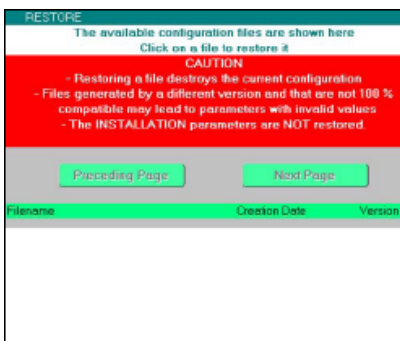 RESTORE
The available configuration files are shown here
Click on a file to restore it
CAUTION
- Restoring a file destroys the current configuration
- Files generated by a different version and that are not 100 %
compatible may lead to parameters with invalid values
- The INSTALLATION parameters are NOT restored.
Preceding Page Next Page
Filename Creation Date Version